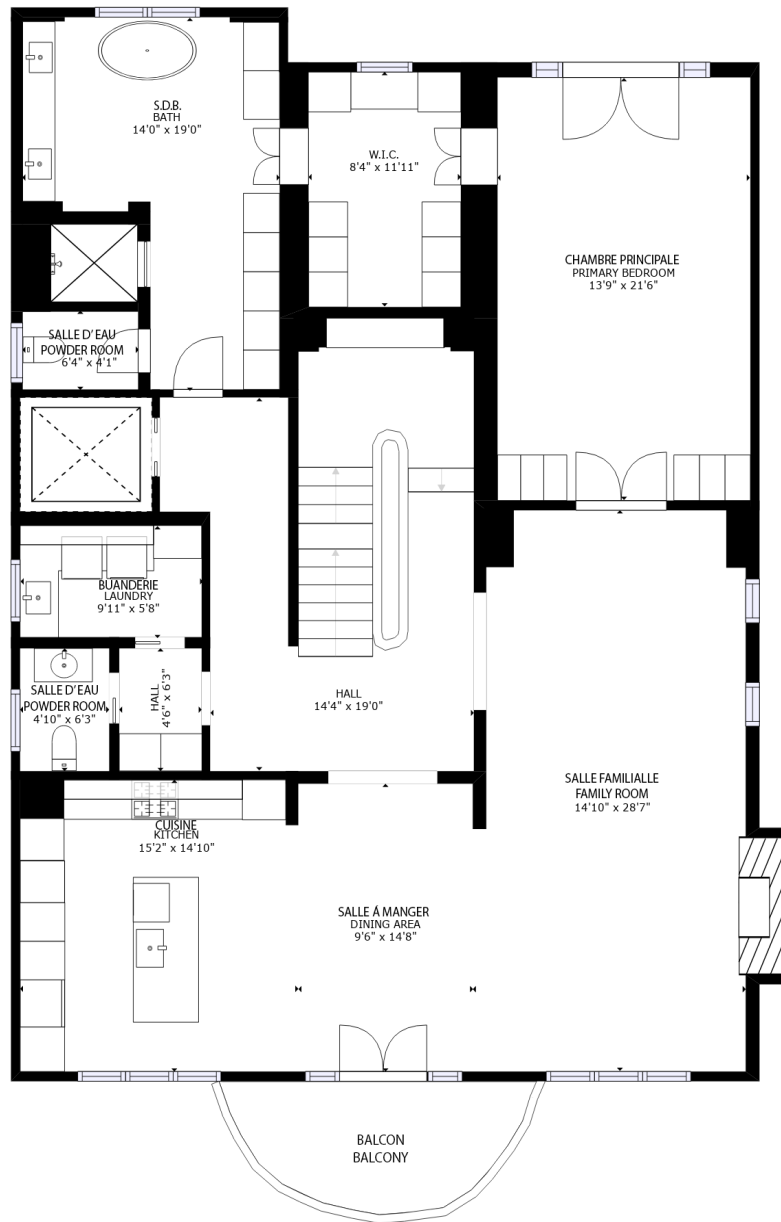 S.D.B.
BATH
14'0" x 19'0"
W.I.C.
8'4" x 11'11"
CHAMBRE PRINCIPALE
PRIMARY BEDROOM
13'9" x 21'6"
SALLE D'EAU
POWDER ROOM
6'4" x 4'1"
BUANDERIE
LAUNDRY
9'11" x 5'8"
SALLE D'EAU
POWDER ROOM
4'10" x 6'3"
HALL
4'6" x 6'3"
HALL
14'4" x 19'0"
SALLE FAMILIALLE
FAMILY ROOM
14'10" x 28'7"
CUISINE
KITCHEN
15'2" x 14'10"
SALLE Á MANGER
DINING AREA
9'6" x 14'8"
BALCON
BALCONY